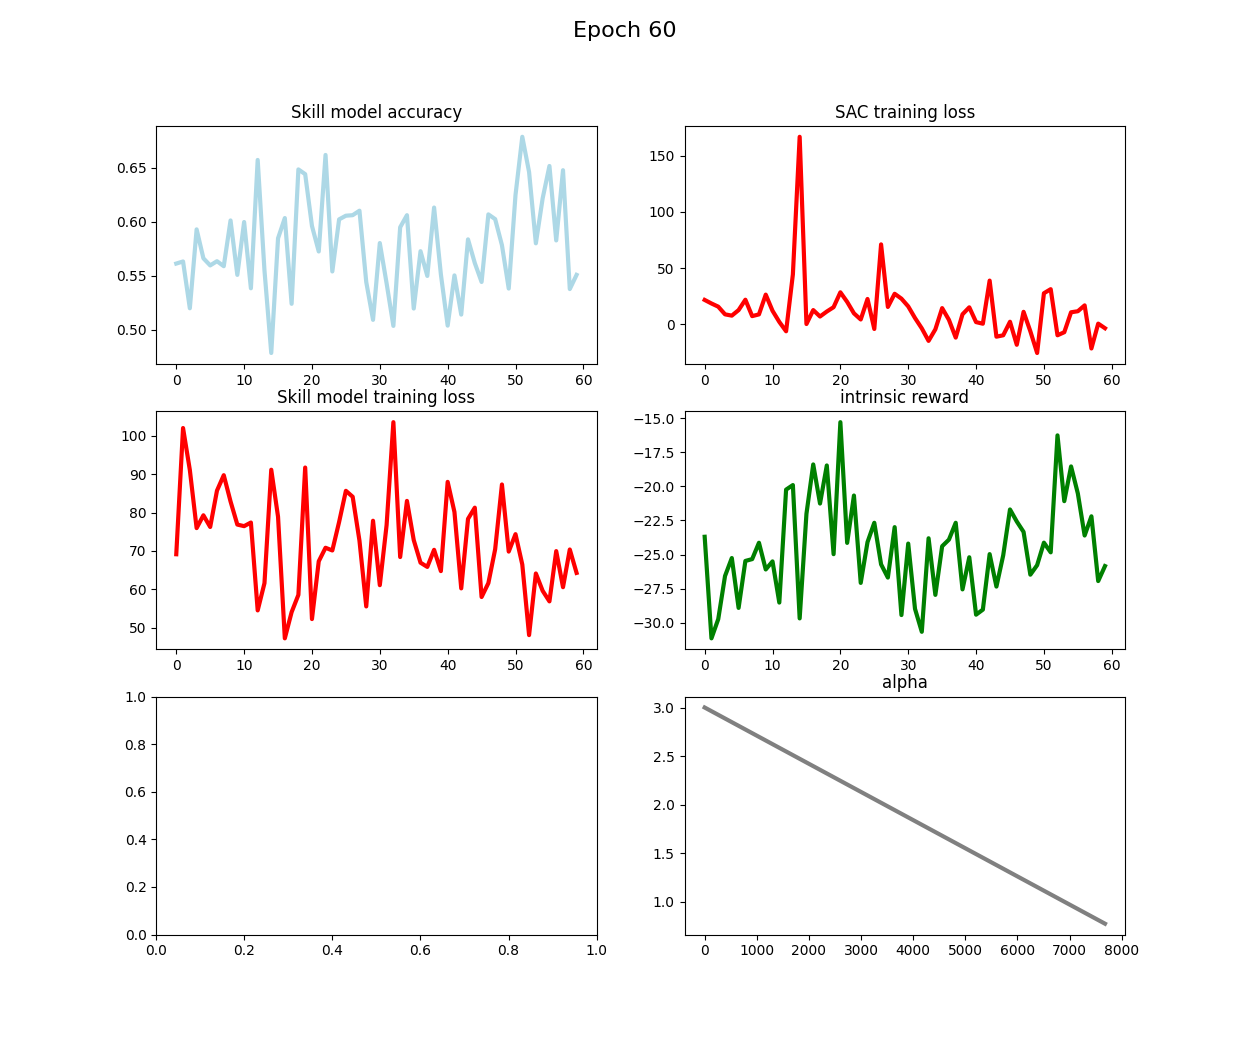 Epoch 60
Skill model accuracy
0.65
0.60
0.55
0.50
0 10 20 30 40 50 60
SAC training loss
150
100
50
0
0 10 20 30 40 50 60
Skill model training loss
100
90
80
70
60
50
0 10 20 30 40 50 60
intrinsic reward
−15.0
−17.5
−20.0
−22.5
−25.0
−27.5
−30.0
0 10 20 30 40 50 60
1.0
0.8
0.6
0.4
0.2
0.0
0.0 0.2 0.4 0.6 0.8 1.0
alpha
3.0
2.5
2.0
1.5
1.0
0 1000 2000 3000 4000 5000 6000 7000 8000